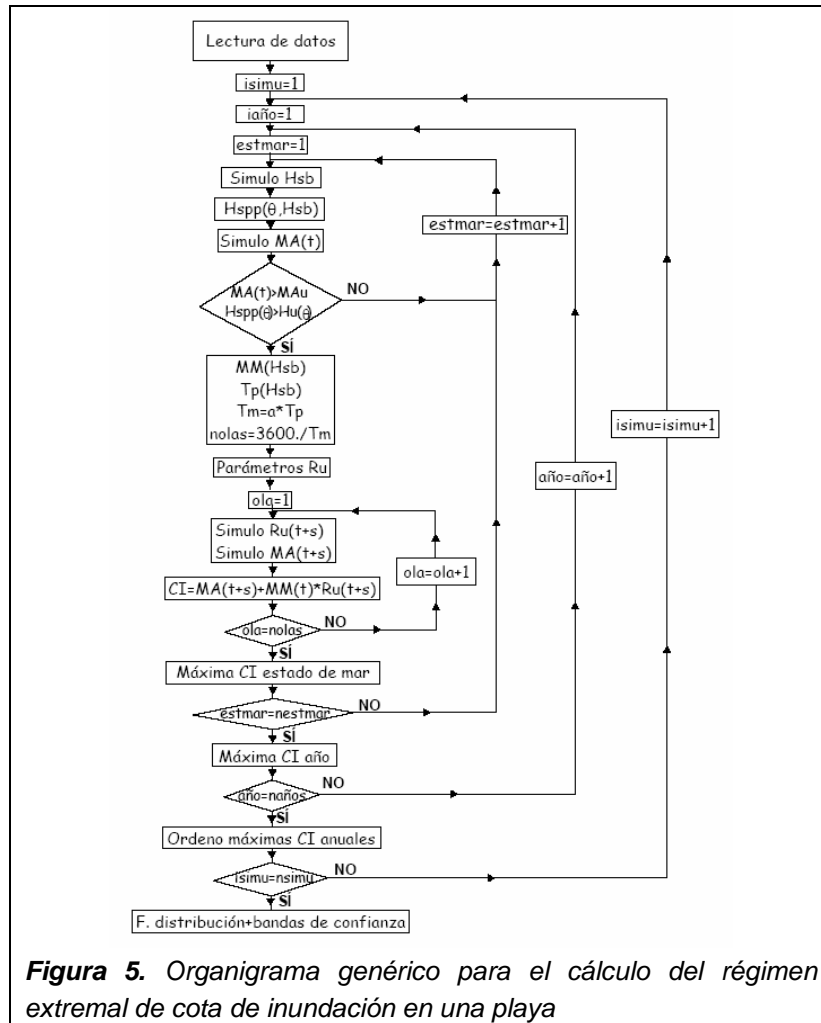 Lectura de datos
isimu=1
iaño=1
estmar=1
Simulo Hsb
Hspp(θ,Hsb)
estmar=estmar+1
Simulo MA(t)
MA(t)>MAu
Hspp(θ)>Hu(θ)
NO
SÍ
MM(Hsb)
Tp(Hsb)
Tm=a*Tp
nolas=3600./Tm
isimu=isimu+1
Parámetros Ru
año=año+1
ola=1
Simulo Ru(t+s)
Simulo MA(t+s)
ola=ola+1
CI=MA(t+s)+MM(t)*Ru(t+s)
ola=nolas
NO
SÍ
Máxima CI estado de mar
estmar=nestmar
NO
SÍ
Máxima CI año
año=naños
NO
SÍ
Ordeno máximas CI anuales
isimu=nsimu
NO
SÍ
F. distribución+bandas de confianza
Figura 5. Organigrama genérico para el cálculo del régimen
extremal de cota de inundación en una playa